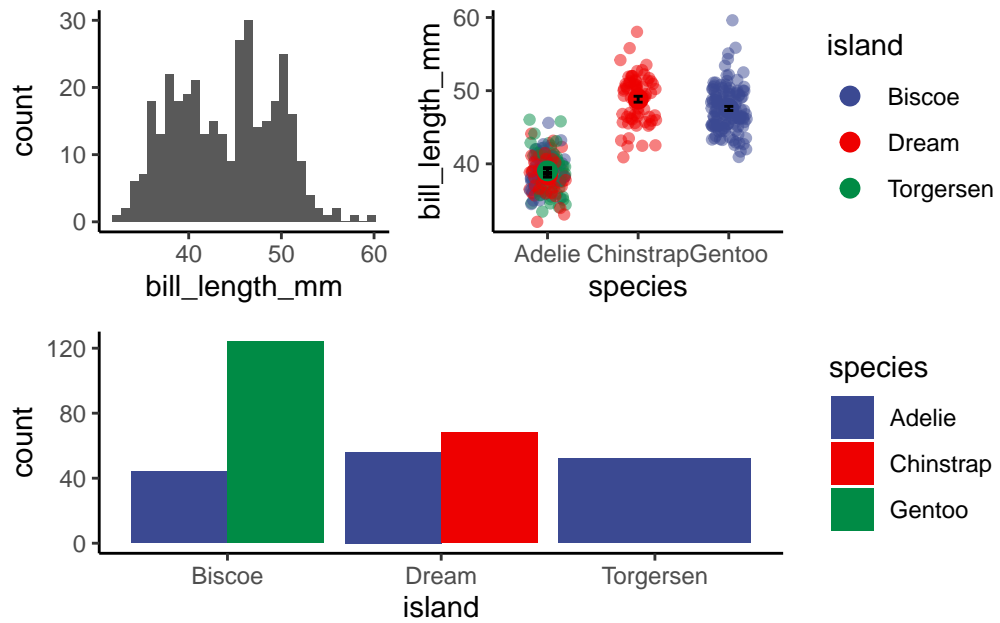 count
30
20
10
0
40 50 60
bill_length_mm
bill_length_mm
60
50
40
Adelie Chinstrap Gentoo
species
island
Biscoe
Dream
Torgersen
count
120
80
40
0
Biscoe Dream Torgersen
island
species
Adelie
Chinstrap
Gentoo